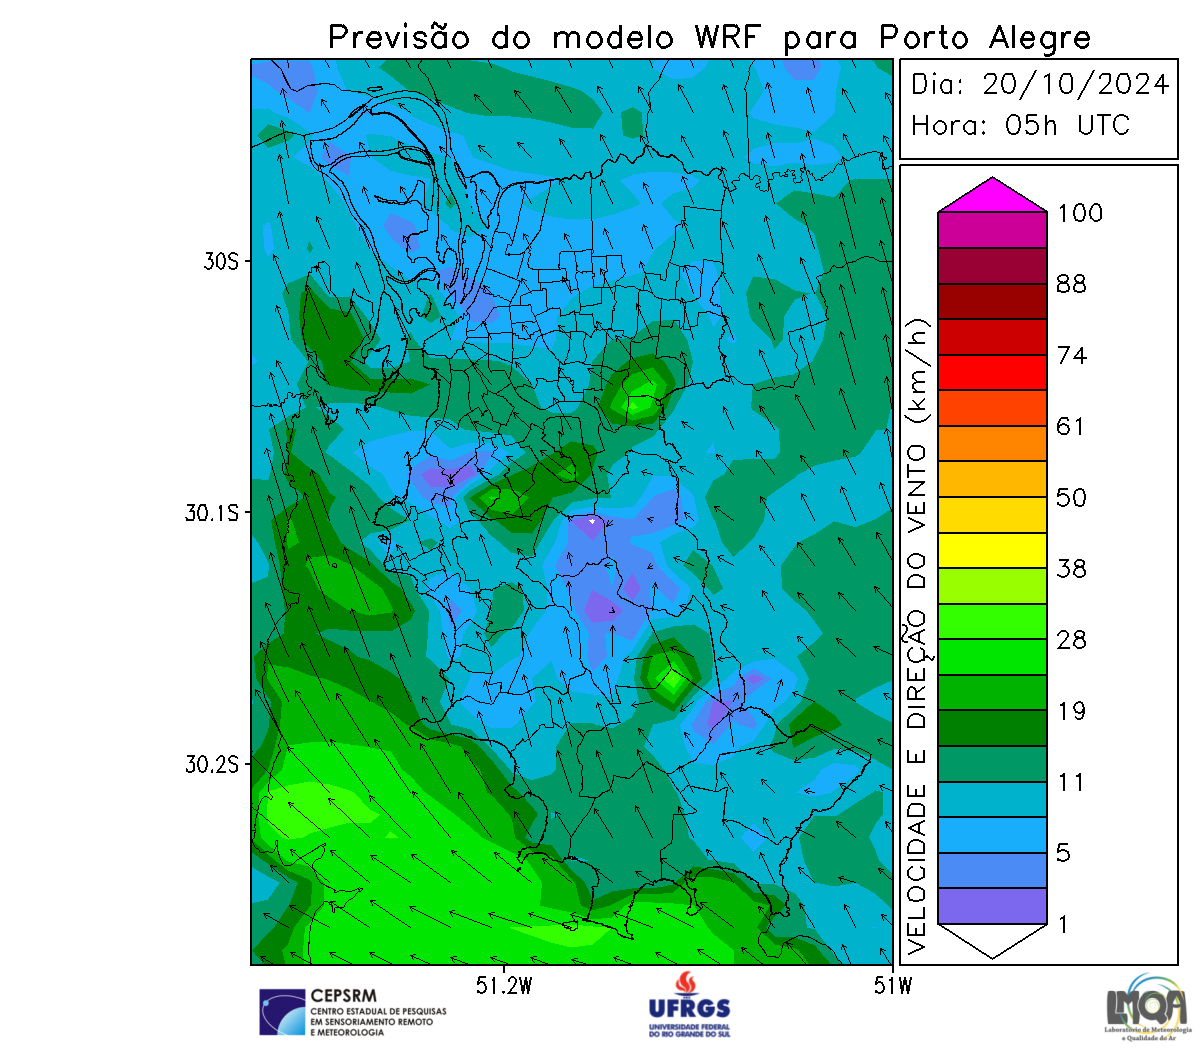 Previsão do modelo WRF para Porto Alegre
Dia: 20/10/2024
Hora: 05h UTC
30S
30.1S
30.2S
51.2W
51W
VELOCIDADE E DIREÇÃO DO VENTO (km/h)
100
88
74
61
50
38
28
19
11
5
1
CEPSRM
CENTRO ESTADUAL DE PESQUISAS
EM SENSORIAMENTO REMOTO
E METEOROLOGIA
UFRGS
UNIVERSIDADE FEDERAL
DO RIO GRANDE DO SUL
LMQA
Laboratório de Meteorologia
e Qualidade do Ar